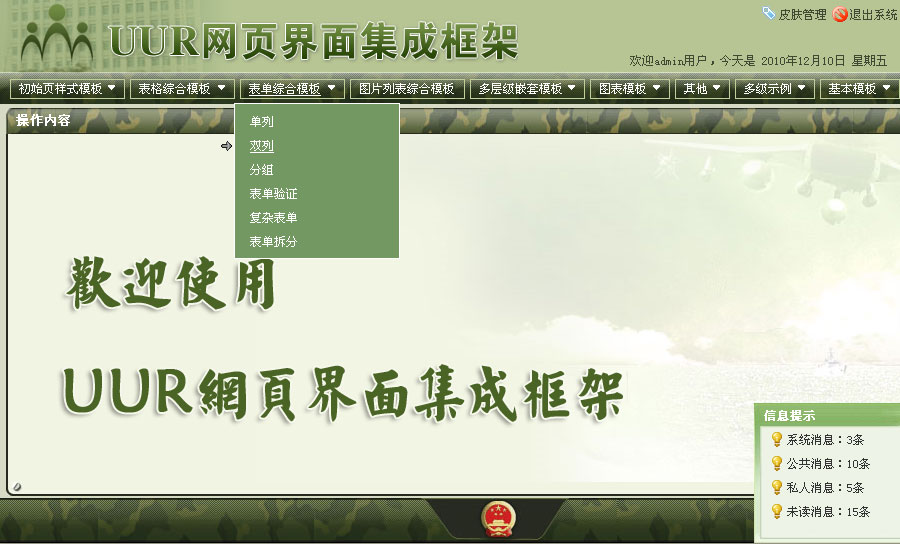 UUR网页界面集成框架
皮肤管理 退出系统
欢迎admin用户，今天是 2010年12月10日 星期五
初始页样式模板 表格综合模板 表单综合模板 图片列表综合模板 多层级嵌套模板 图表模板 其他 多级示例 基本模板
操作内容
单列
双列
分组
表单验证
复杂表单
表单拆分
歡迎使用
UUR網頁界面集成框架
信息提示
系统消息：3条
公共消息：10条
私人消息：5条
未读消息：15条